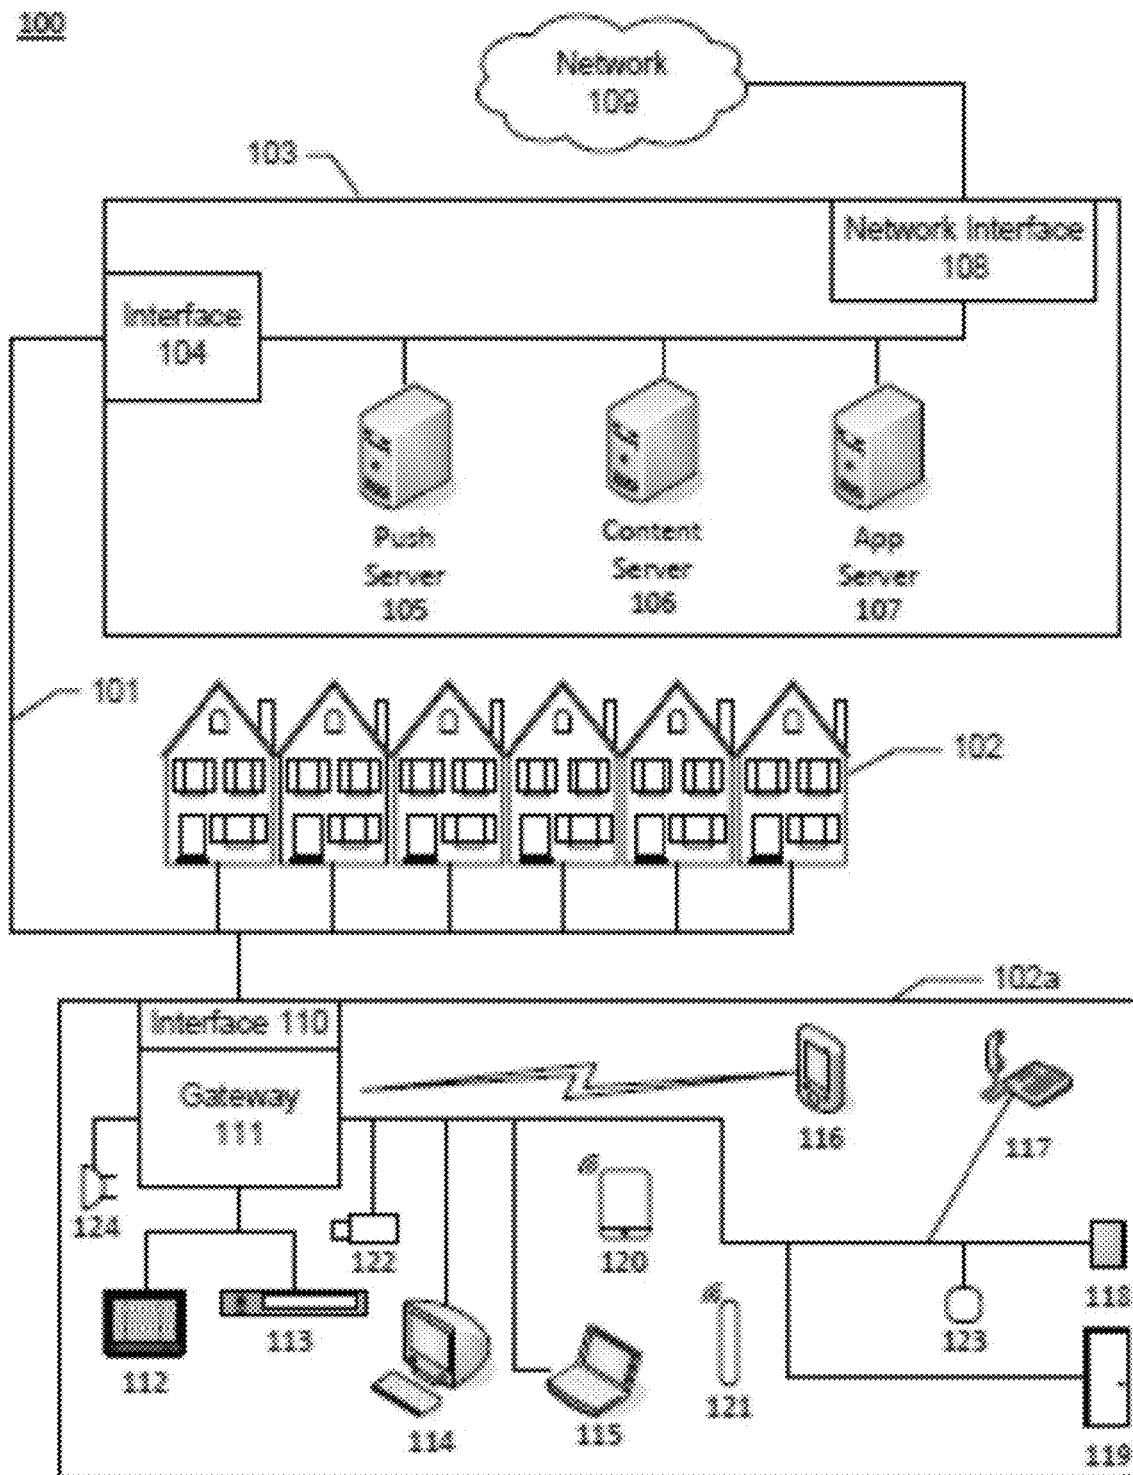 100
Network
109
103
Network Interface
108
Interface
104
Push
Server
105
Content
Server
106
App
Server
107
101
102
102a
Interface 110
Gateway
111
116
117
124
122
120
118
123
113
112
121
114
115
119